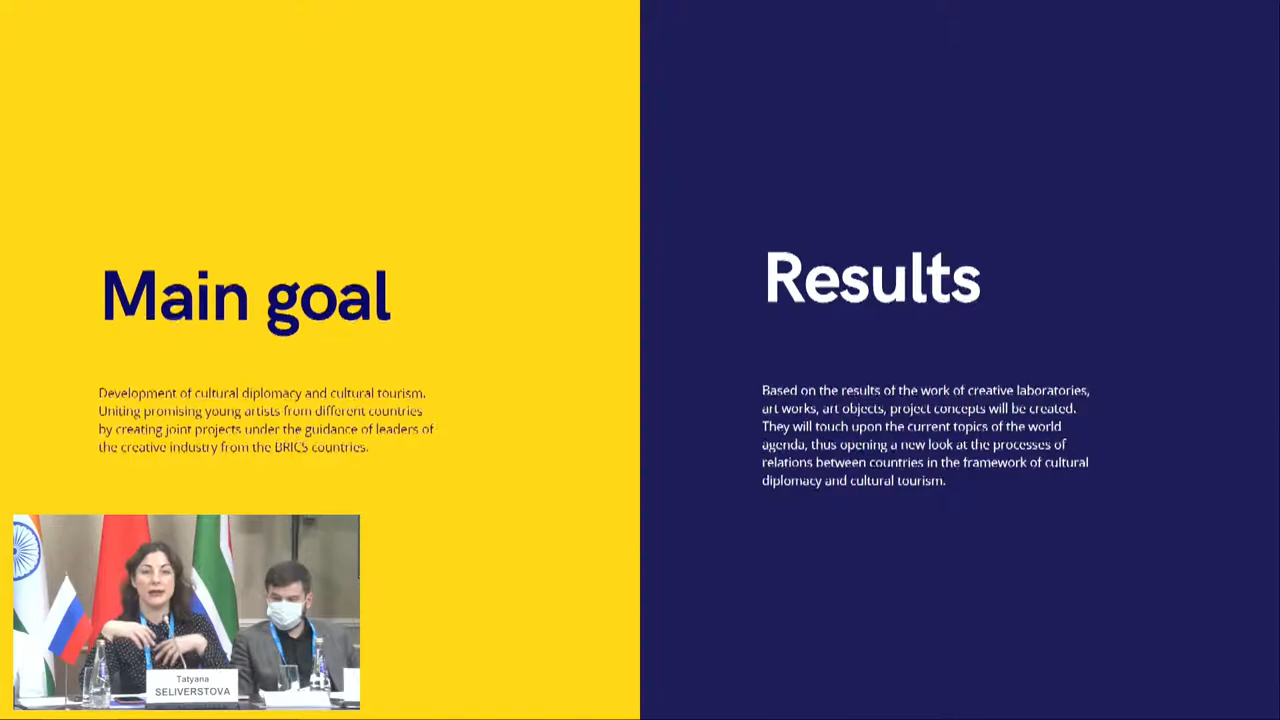 Main goal
Development of cultural diplomacy and cultural tourism.
Uniting promising young artists from different countries
by creating joint projects under the guidance of leaders of
the creative industry from the BRICS countries.
Results
Based on the results of the work of creative laboratories,
art works, art objects, project concepts will be created.
They will touch upon the current topics of the world
agenda, thus opening a new look at the processes of
relations between countries in the framework of cultural
diplomacy and cultural tourism.
Tatyana
SELIVERSTOVA